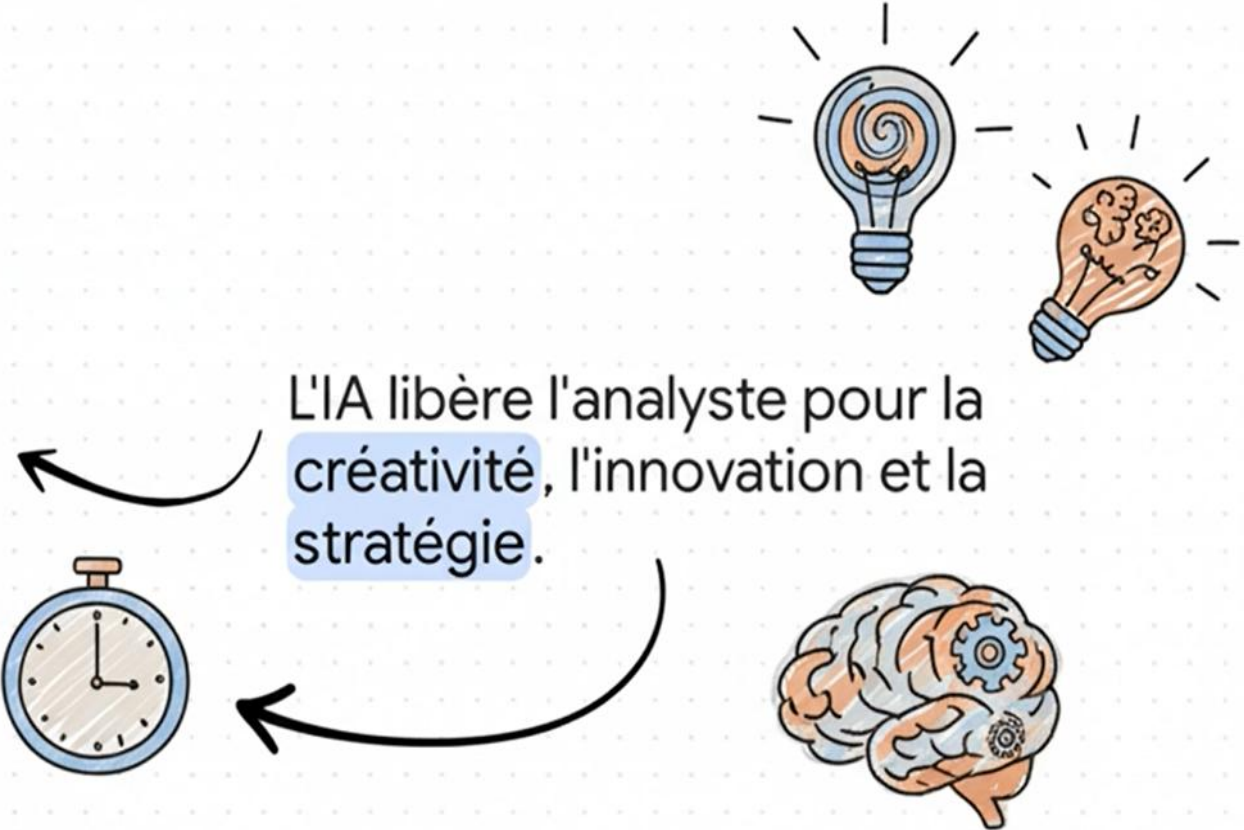 L'IA libère l'analyste pour la
créativité, l'innovation et la
stratégie.